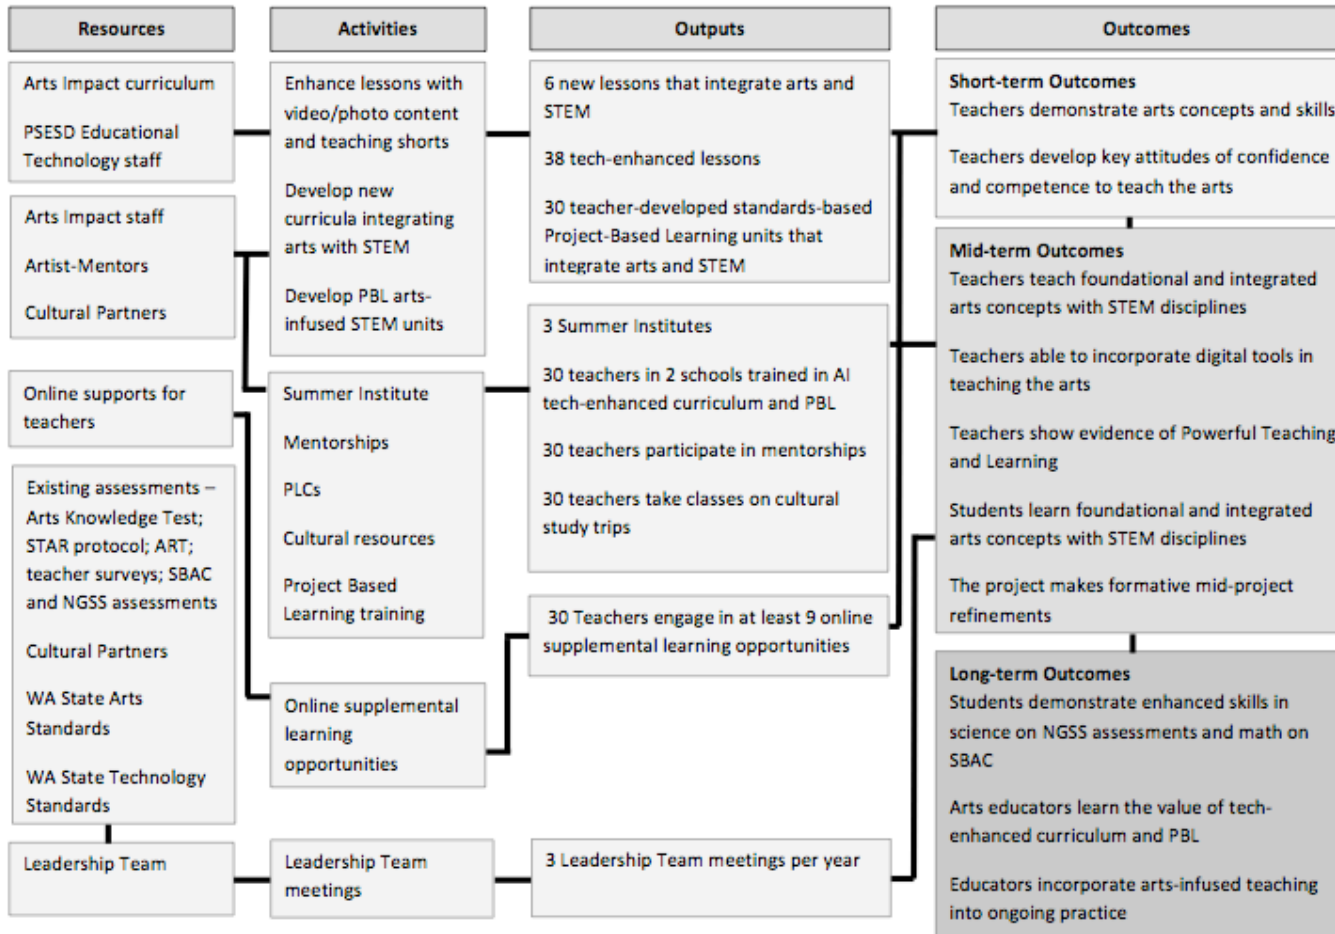 Resources
Arts Impact curriculum
PSESD Educational
Technology staff
Arts Impact staff
Artist-Mentors
Cultural Partners
Online supports for
teachers
Existing assessments –
Arts Knowledge Test;
STAR protocol; ART;
teacher surveys; SBAC
and NGSS assessments
Cultural Partners
WA State Arts
Standards
WA State Technology
Standards
Leadership Team
Activities
Enhance lessons with
video/photo content
and teaching shorts
Develop new
curricula integrating
arts with STEM
Develop PBL arts-
infused STEM units
Summer Institute
Mentorships
PLCs
Cultural resources
Project Based
Learning training
Online supplemental
learning
opportunities
Leadership Team
meetings
Outputs
6 new lessons that integrate arts and
STEM
38 tech-enhanced lessons
30 teacher-developed standards-based
Project-Based Learning units that
integrate arts and STEM
3 Summer Institutes
30 teachers in 2 schools trained in AI
tech-enhanced curriculum and PBL
30 teachers participate in mentorships
30 teachers take classes on cultural
study trips
30 Teachers engage in at least 9 online
supplemental learning opportunities
3 Leadership Team meetings per year
Outcomes
Short-term Outcomes
Teachers demonstrate arts concepts and skills
Teachers develop key attitudes of confidence
and competence to teach the arts
Mid-term Outcomes
Teachers teach foundational and integrated
arts concepts with STEM disciplines
Teachers able to incorporate digital tools in
teaching the arts
Teachers show evidence of Powerful Teaching
and Learning
Students learn foundational and integrated
arts concepts with STEM disciplines
The project makes formative mid-project
refinements
Long-term Outcomes
Students demonstrate enhanced skills in
science on NGSS assessments and math on
SBAC
Arts educators learn the value of tech-
enhanced curriculum and PBL
Educators incorporate arts-infused teaching
into ongoing practice